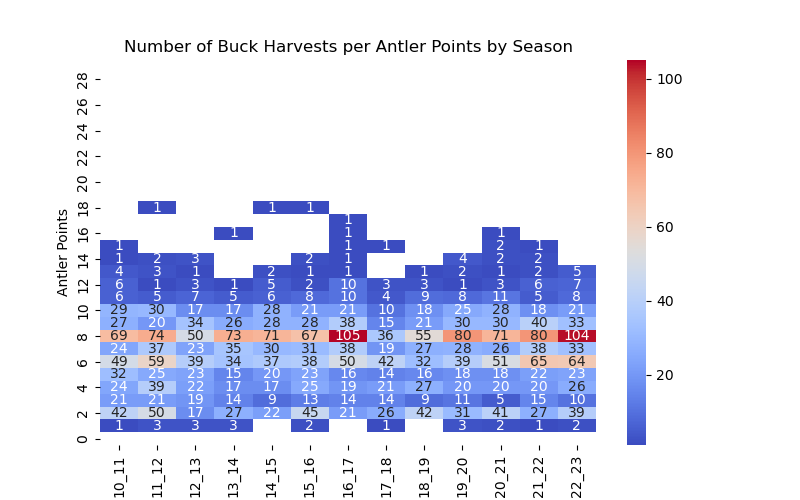 Number of Buck Harvests per Antler Points by Season
Antler Points
28
100
26
24
22
80
20
18 1 1 1
1
16 1 1 1
60
1 1 1 2 1
14 1 2 3 2 1 4 2 2
4 3 1 2 1 1 1 2 1 2 5
12 6 1 3 1 5 2 10 3 3 1 3 6 7
6 5 7 5 6 8 10 4 9 8 11 5 8
40
10 29 30 17 17 28 21 21 10 18 25 28 18 21
27 20 34 26 28 28 38 15 21 30 30 40 33
8 69 74 50 73 71 67 105 36 55 80 71 80 104
24 37 23 35 30 31 38 19 27 28 26 38 33
6 49 59 39 34 37 38 50 42 32 39 51 65 64
32 25 23 15 20 23 16 14 16 18 18 22 23
20
4 24 39 22 17 17 25 19 21 27 20 20 20 26
21 21 19 14 9 13 14 14 9 11 5 15 10
2 42 50 17 27 22 45 21 26 42 31 41 27 39
1 3 3 3 2 1 3 2 1 2
0
10_11 11_12 12_13 13_14 14_15 15_16 16_17 17_18 18_19 19_20 20_21 21_22 22_23